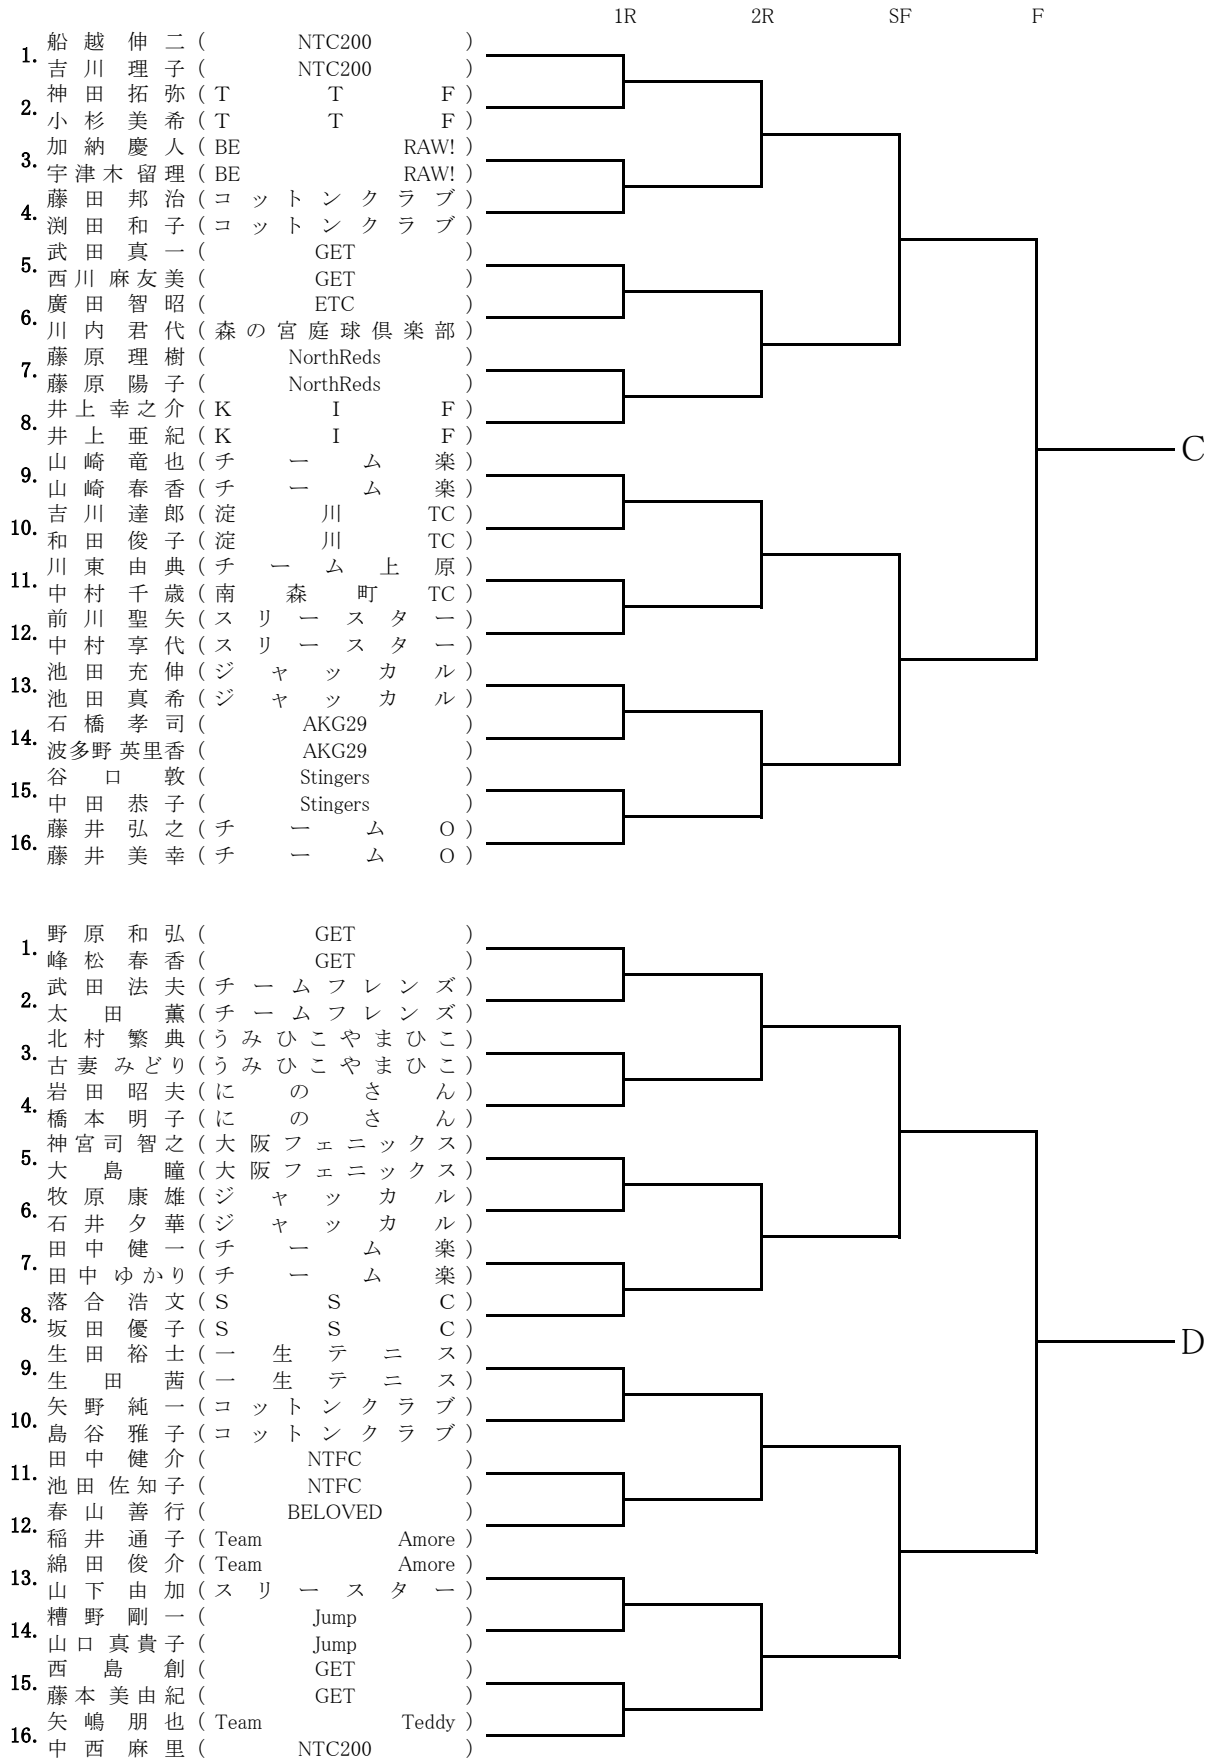 1R 2R SF F
船越 伸二 ( NTC200 )
1.
吉川 理子 ( NTC200 )
神田 拓弥 ( T T F )
2.
小杉 美希 ( T T F )
加納 慶人 ( BE RAW! )
3.
宇津木 留理 ( BE RAW! )
藤田 邦治 ( コットンクラブ )
4.
渕田 和子 ( コットンクラブ )
武田 真一 ( GET )
5.
西川 麻友美 ( GET )
廣田 智昭 ( ETC )
6.
川内 君代 ( 森の宮庭球倶楽部 )
藤原 理樹 ( NorthReds )
7.
藤原 陽子 ( NorthReds )
井上 幸之介 ( K I F )
8.
井上 亜紀 ( K I F )
C
山崎 竜也 ( チーム楽 )
9.
山崎 春香 ( チーム楽 )
吉川 達郎 ( 淀川TC )
10.
和田 俊子 ( 淀川TC )
川東 由典 ( チーム上原 )
11.
中村 千歳 ( 南森町TC )
前川 聖矢 ( スリースター )
12.
中村 享代 ( スリースター )
池田 充伸 ( ジャッカル )
13.
池田 真希 ( ジャッカル )
石橋 孝司 ( AKG29 )
14.
波多野 英里香 ( AKG29 )
谷口 敦 ( Stingers )
15.
中田 恭子 ( Stingers )
藤井 弘之 ( チームO )
16.
藤井 美幸 ( チームO )
野原 和弘 ( GET )
1.
峰松 春香 ( GET )
武田 法夫 ( チームフレンズ )
2.
太田 薫 ( チームフレンズ )
北村 繁典 ( うみひこやまひこ )
3.
古妻 みどり ( うみひこやまひこ )
岩田 昭夫 ( にのさん )
4.
橋本 明子 ( にのさん )
神宮司 智之 ( 大阪フェニックス )
5.
大島 瞳 ( 大阪フェニックス )
牧原 康雄 ( ジャッカル )
6.
石井 夕華 ( ジャッカル )
田中 健一 ( チーム楽 )
7.
田中 ゆかり ( チーム楽 )
落合 浩文 ( S S C )
8.
坂田 優子 ( S S C )
D
生田 裕士 ( 一生テニス )
9.
生田 茜 ( 一生テニス )
矢野 純一 ( コットンクラブ )
10.
島谷 雅子 ( コットンクラブ )
田中 健介 ( NTFC )
11.
池田 佐知子 ( NTFC )
春山 善行 ( BELOVED )
12.
稲井 通子 ( Team Amore )
綿田 俊介 ( Team Amore )
13.
山下 由加 ( スリースター )
糟野 剛一 ( Jump )
14.
山口 真貴子 ( Jump )
西島 創 ( GET )
15.
藤本 美由紀 ( GET )
矢嶋 朋也 ( Team Teddy )
16.
中西 麻里 ( NTC200 )